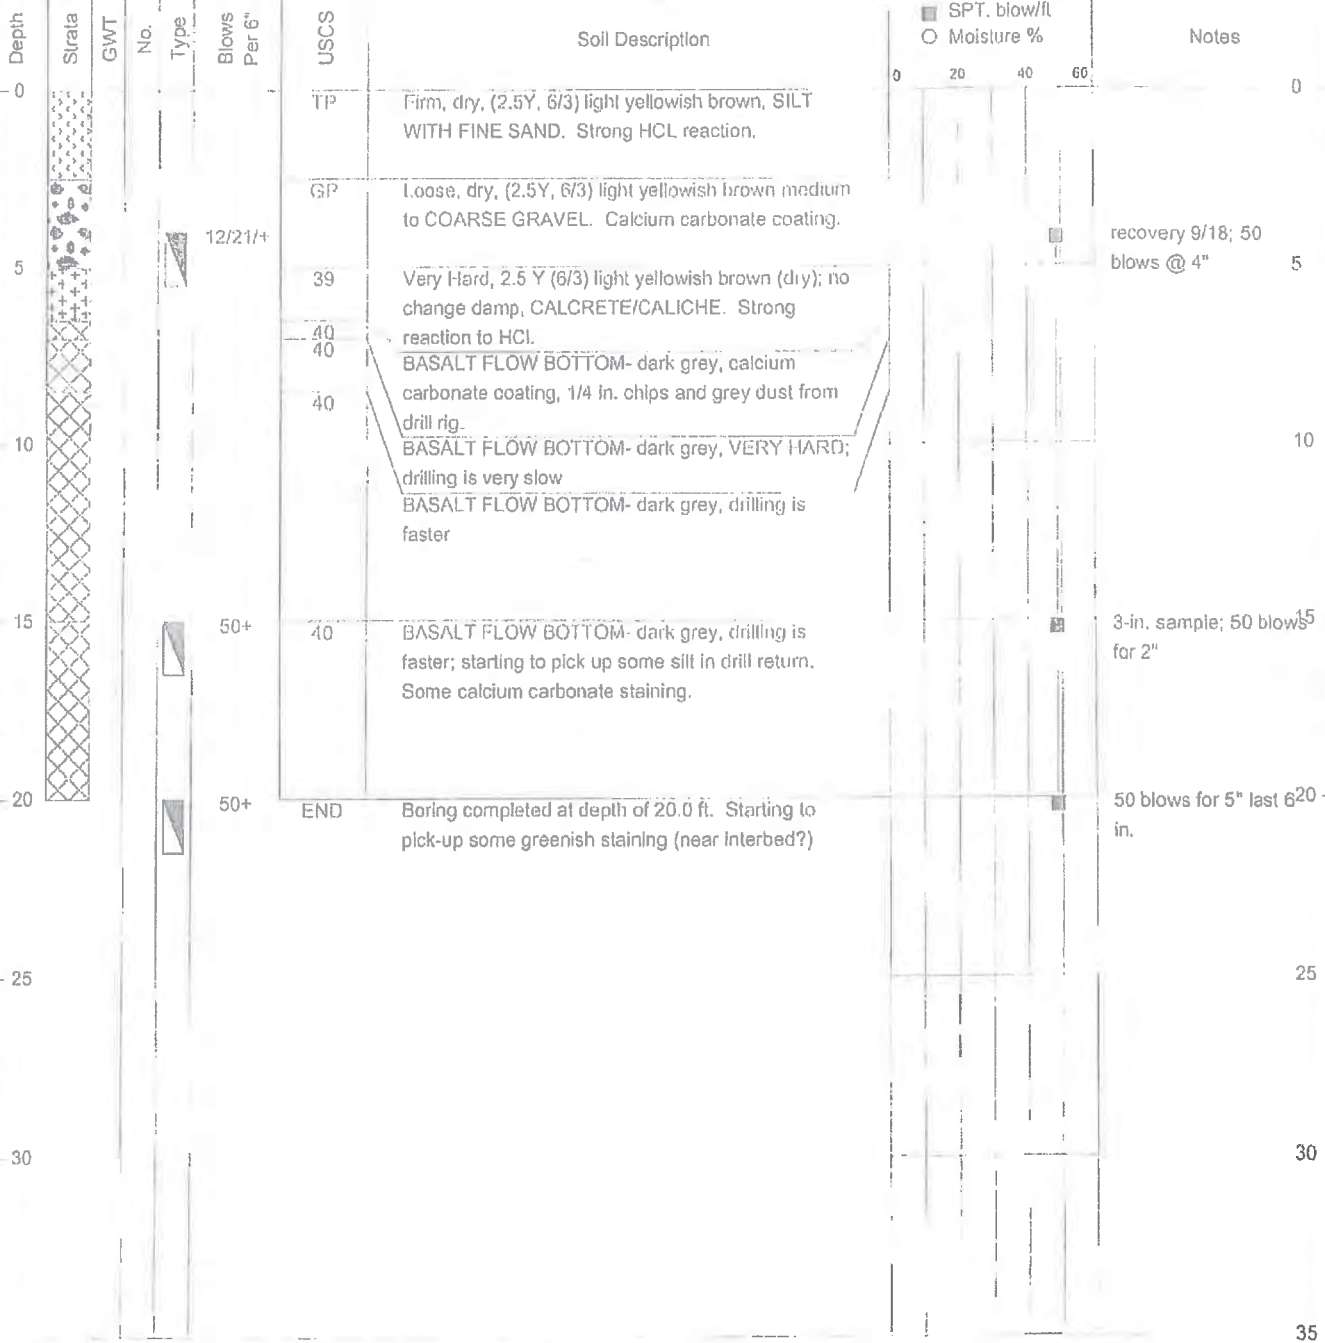 Depth
Strata
GWT
No.
Type
Blows
Per 6"
USCS
Soil Description
SPT. blow/ft
Moisture %
0 20 40 60
Notes
0
TP
Firm, dry, (2.5Y, 6/3) light yellowish brown, SILT
WITH FINE SAND. Strong HCL reaction.
0
GP
Loose, dry, (2.5Y, 6/3) light yellowish brown medium
to COARSE GRAVEL. Calcium carbonate coating.
12/21/+
recovery 9/18; 50
blows @ 4"
5
5
39
Very Hard, 2.5 Y (6/3) light yellowish brown (dry); no
change damp, CALCRETE/CALICHE. Strong
reaction to HCl.
40
40
BASALT FLOW BOTTOM- dark grey, calcium
carbonate coating, 1/4 in. chips and grey dust from
drill rig.
40
10
BASALT FLOW BOTTOM- dark grey, VERY HARD;
drilling is very slow
10
BASALT FLOW BOTTOM- dark grey, drilling is
faster
15
50+
40
BASALT FLOW BOTTOM- dark grey, drilling is
faster; starting to pick up some silt in drill return.
Some calcium carbonate staining.
3-in. sample; 50 blows
for 2"
15
20
50+
END
Boring completed at depth of 20.0 ft. Starting to
pick-up some greenish staining (near interbed?)
50 blows for 5" last 6
in.
20
25
25
30
30
35